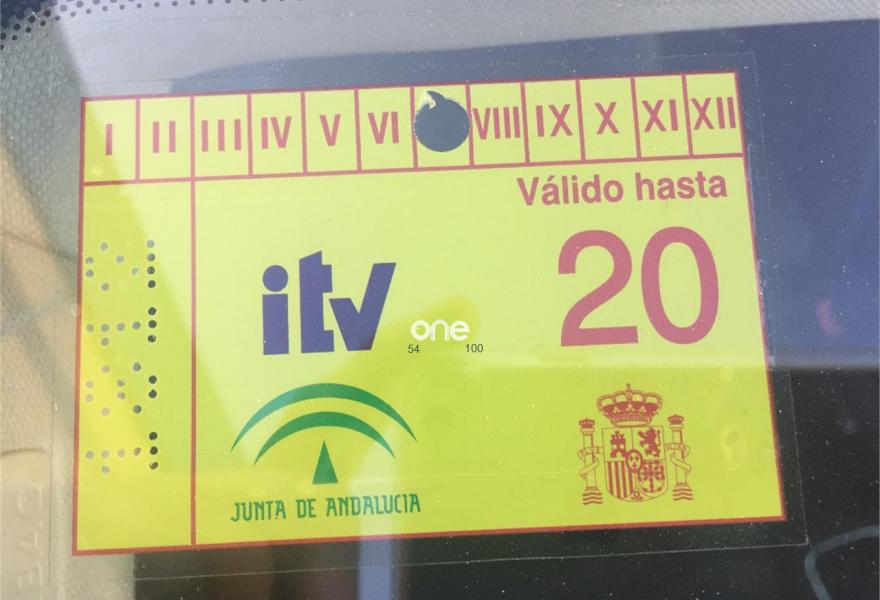 I II III IV V VI VIII IX X XI XII
Válido hasta
20
itv
one
54 100
JUNTA DE ANDALUCIA